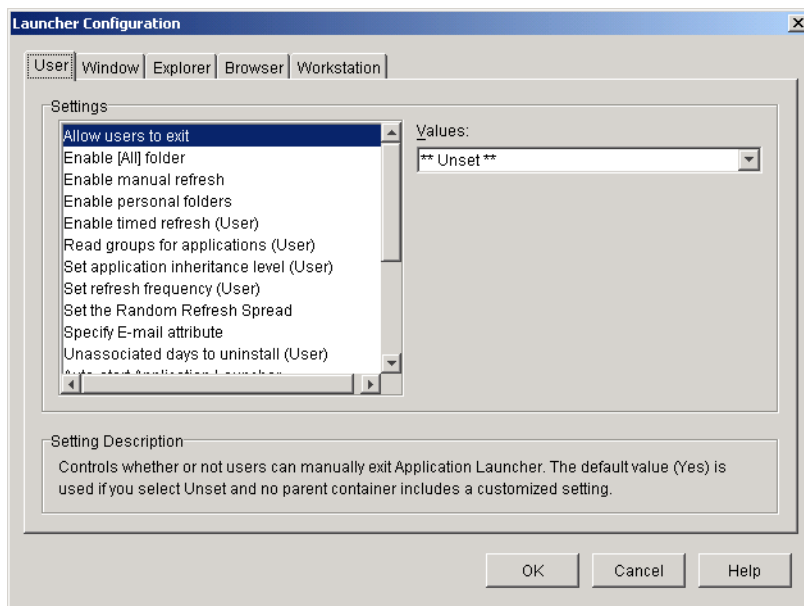 Launcher Configuration
User Window Explorer Browser Workstation
Settings
Allow users to exit
Enable [All] folder
Enable manual refresh
Enable personal folders
Enable timed refresh (User)
Read groups for applications (User)
Set application inheritance level (User)
Set refresh frequency (User)
Set the Random Refresh Spread
Specify E-mail attribute
Unassociated days to uninstall (User)
Auto-start Application Launcher
Values:
** Unset **
Setting Description
Controls whether or not users can manually exit Application Launcher. The default value (Yes) is
used if you select Unset and no parent container includes a customized setting.
OK Cancel Help